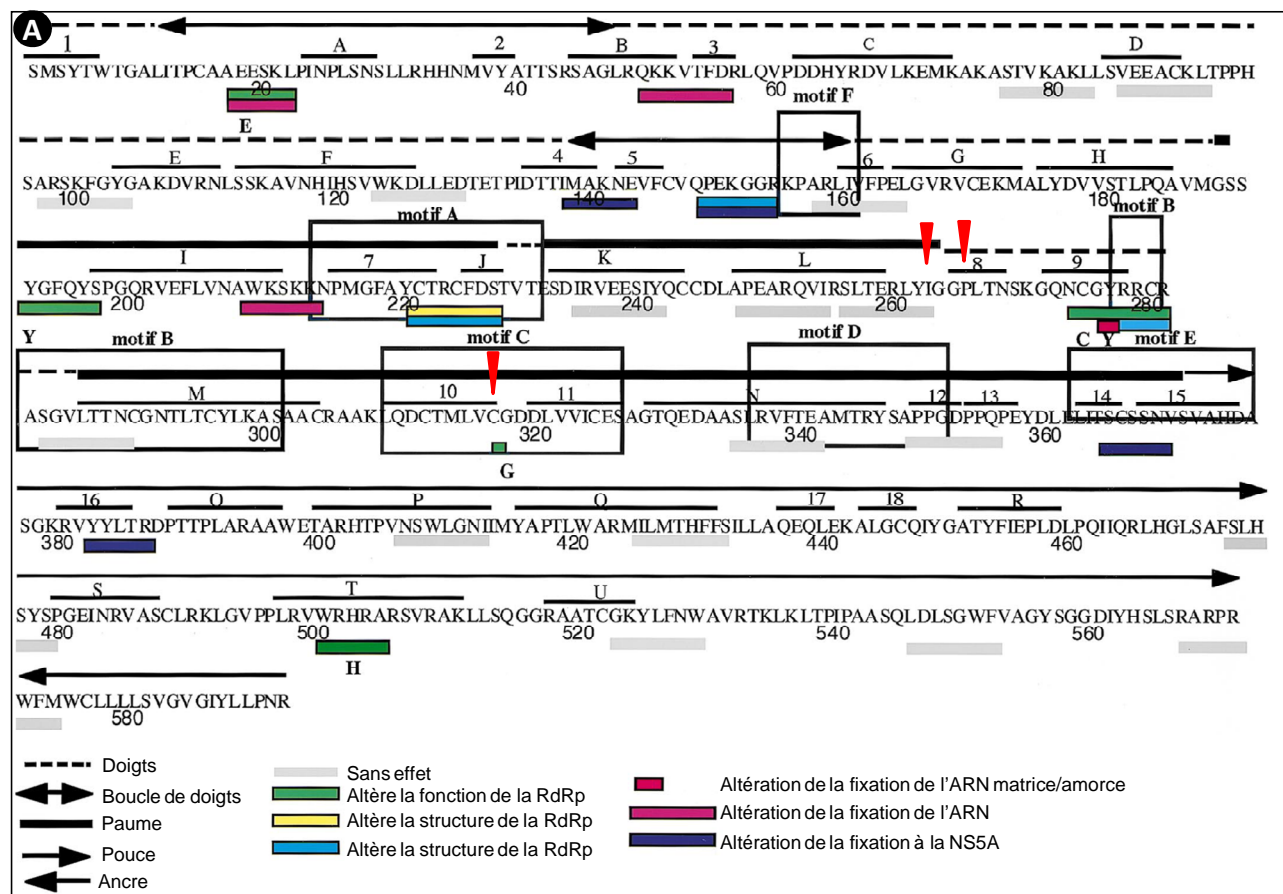 A
1 A 2 B 3 C D
SMSYTWTGALITPCAAEESKLPINPLSNSLLRHHNMVYATTSRSAGLRQKKVTFDRLQVPDDHYRDVLKEMKAKASTVKAKLLSVEEACKLTPPH
20 40 60 80
E motif F
E F 4 5 6 G H
SARSKFGYGAKDVRNLSSKAVNHIHSVWKDLLEDTETPIDTTIMAKNEVFCVQPEKGGRKPARLIVFPELGVRVCEKMALYDVVSTLPQAVMGSS
100 120 140 160 180
motif A motif B
I 7 J K L 8 9
YGFQYSPGQRVEFLVNAWKSKKNPMGFAYCTRCFDSTVTESDIRVEESIYQCCDLAPEARQVIRSLTERLYIGGPLTNSKGQNCGYRRCR
200 220 240 260 280
Y motif B motif C motif D C Y motif E
M 10 11 N 12 13 14 15
ASGVLTTNCGNTLTCYLKASAACRAAKLQDCTMLVCGDDLVVICESAGTQEDAASLRVFTEAMTRYSAPPGDPPQPEYDLELITSCSSNVSVAHDA
300 320 340 360
G
16 O P Q 17 18 R
SGKRVYYLTRDPTTPLARAAWETARHTPVNSWLGNIIMYAPTLWARMILMTHFFSILLAQEQLEKALGCQIYGATYFIEPLDLPQIIQRLHGLSAFSLH
380 400 420 440 460
S T U
SYSPGEINRVASCLRKLGVPPLRVWRHRARSVRAKLLSQGGRAATCGKYLFNWAVRTKLKLTPIPAASQLDLSGWFVAGYSGGDIYHSLSRARPR
480 500 520 540 560
H
WFMWCLLLLSVGVGIYLLPNR
580
Doigts
Boucle de doigts
Paume
Pouce
Ancre
Sans effet
Altère la fonction de la RdRp
Altère la structure de la RdRp
Altère la structure de la RdRp
Altération de la fixation de l'ARN matrice/amorce
Altération de la fixation de l'ARN
Altération de la fixation à la NS5A